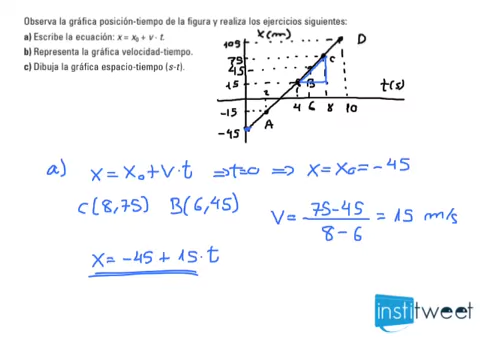 Observa la gráfica posición-tiempo de la figura y realiza los ejercicios siguientes:
a) Escribe la ecuación: x = x₀ + v · t.
b) Representa la gráfica velocidad-tiempo.
c) Dibuja la gráfica espacio-tiempo (s-t).
x(m)
105
75
45
15
-15
-45
D
C
B
A
t(s)
2 4 6 8 10
a) x = x₀ + v · t ⇒ t=0 ⇒ x = x₀ = -45
C(8,75) B(6,45) v = 75-45 / 8-6 = 15 m/s
x = -45 + 15 · t
institweet